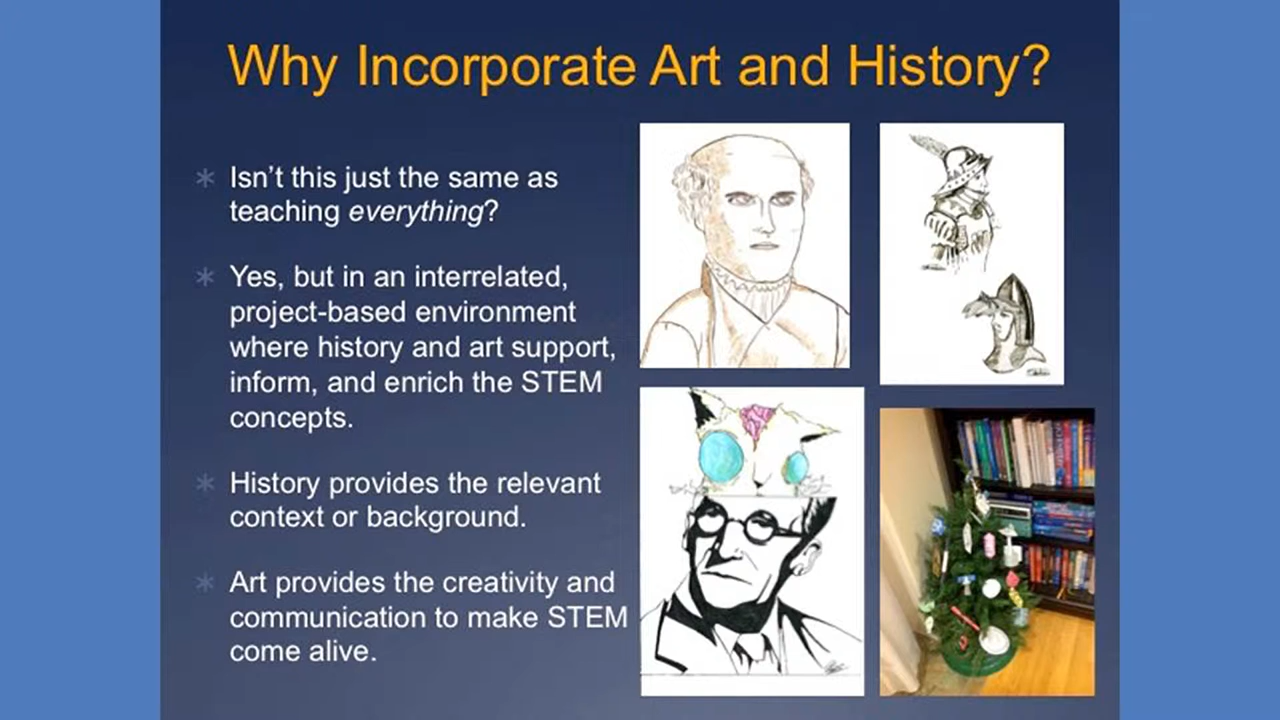 Why Incorporate Art and History?
Isn't this just the same as
teaching everything?
Yes, but in an interrelated,
project-based environment
where history and art support,
inform, and enrich the STEM
concepts.
History provides the relevant
context or background.
Art provides the creativity and
communication to make STEM
come alive.